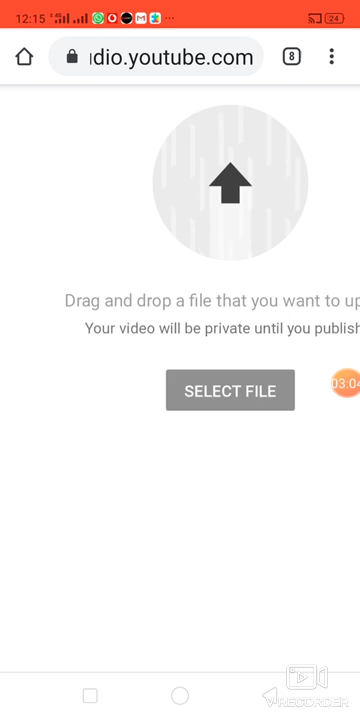 12:15
24
ıdio.youtube.com
8
Drag and drop a file that you want to up
Your video will be private until you publish
SELECT FILE
03:04
V-RECORDER